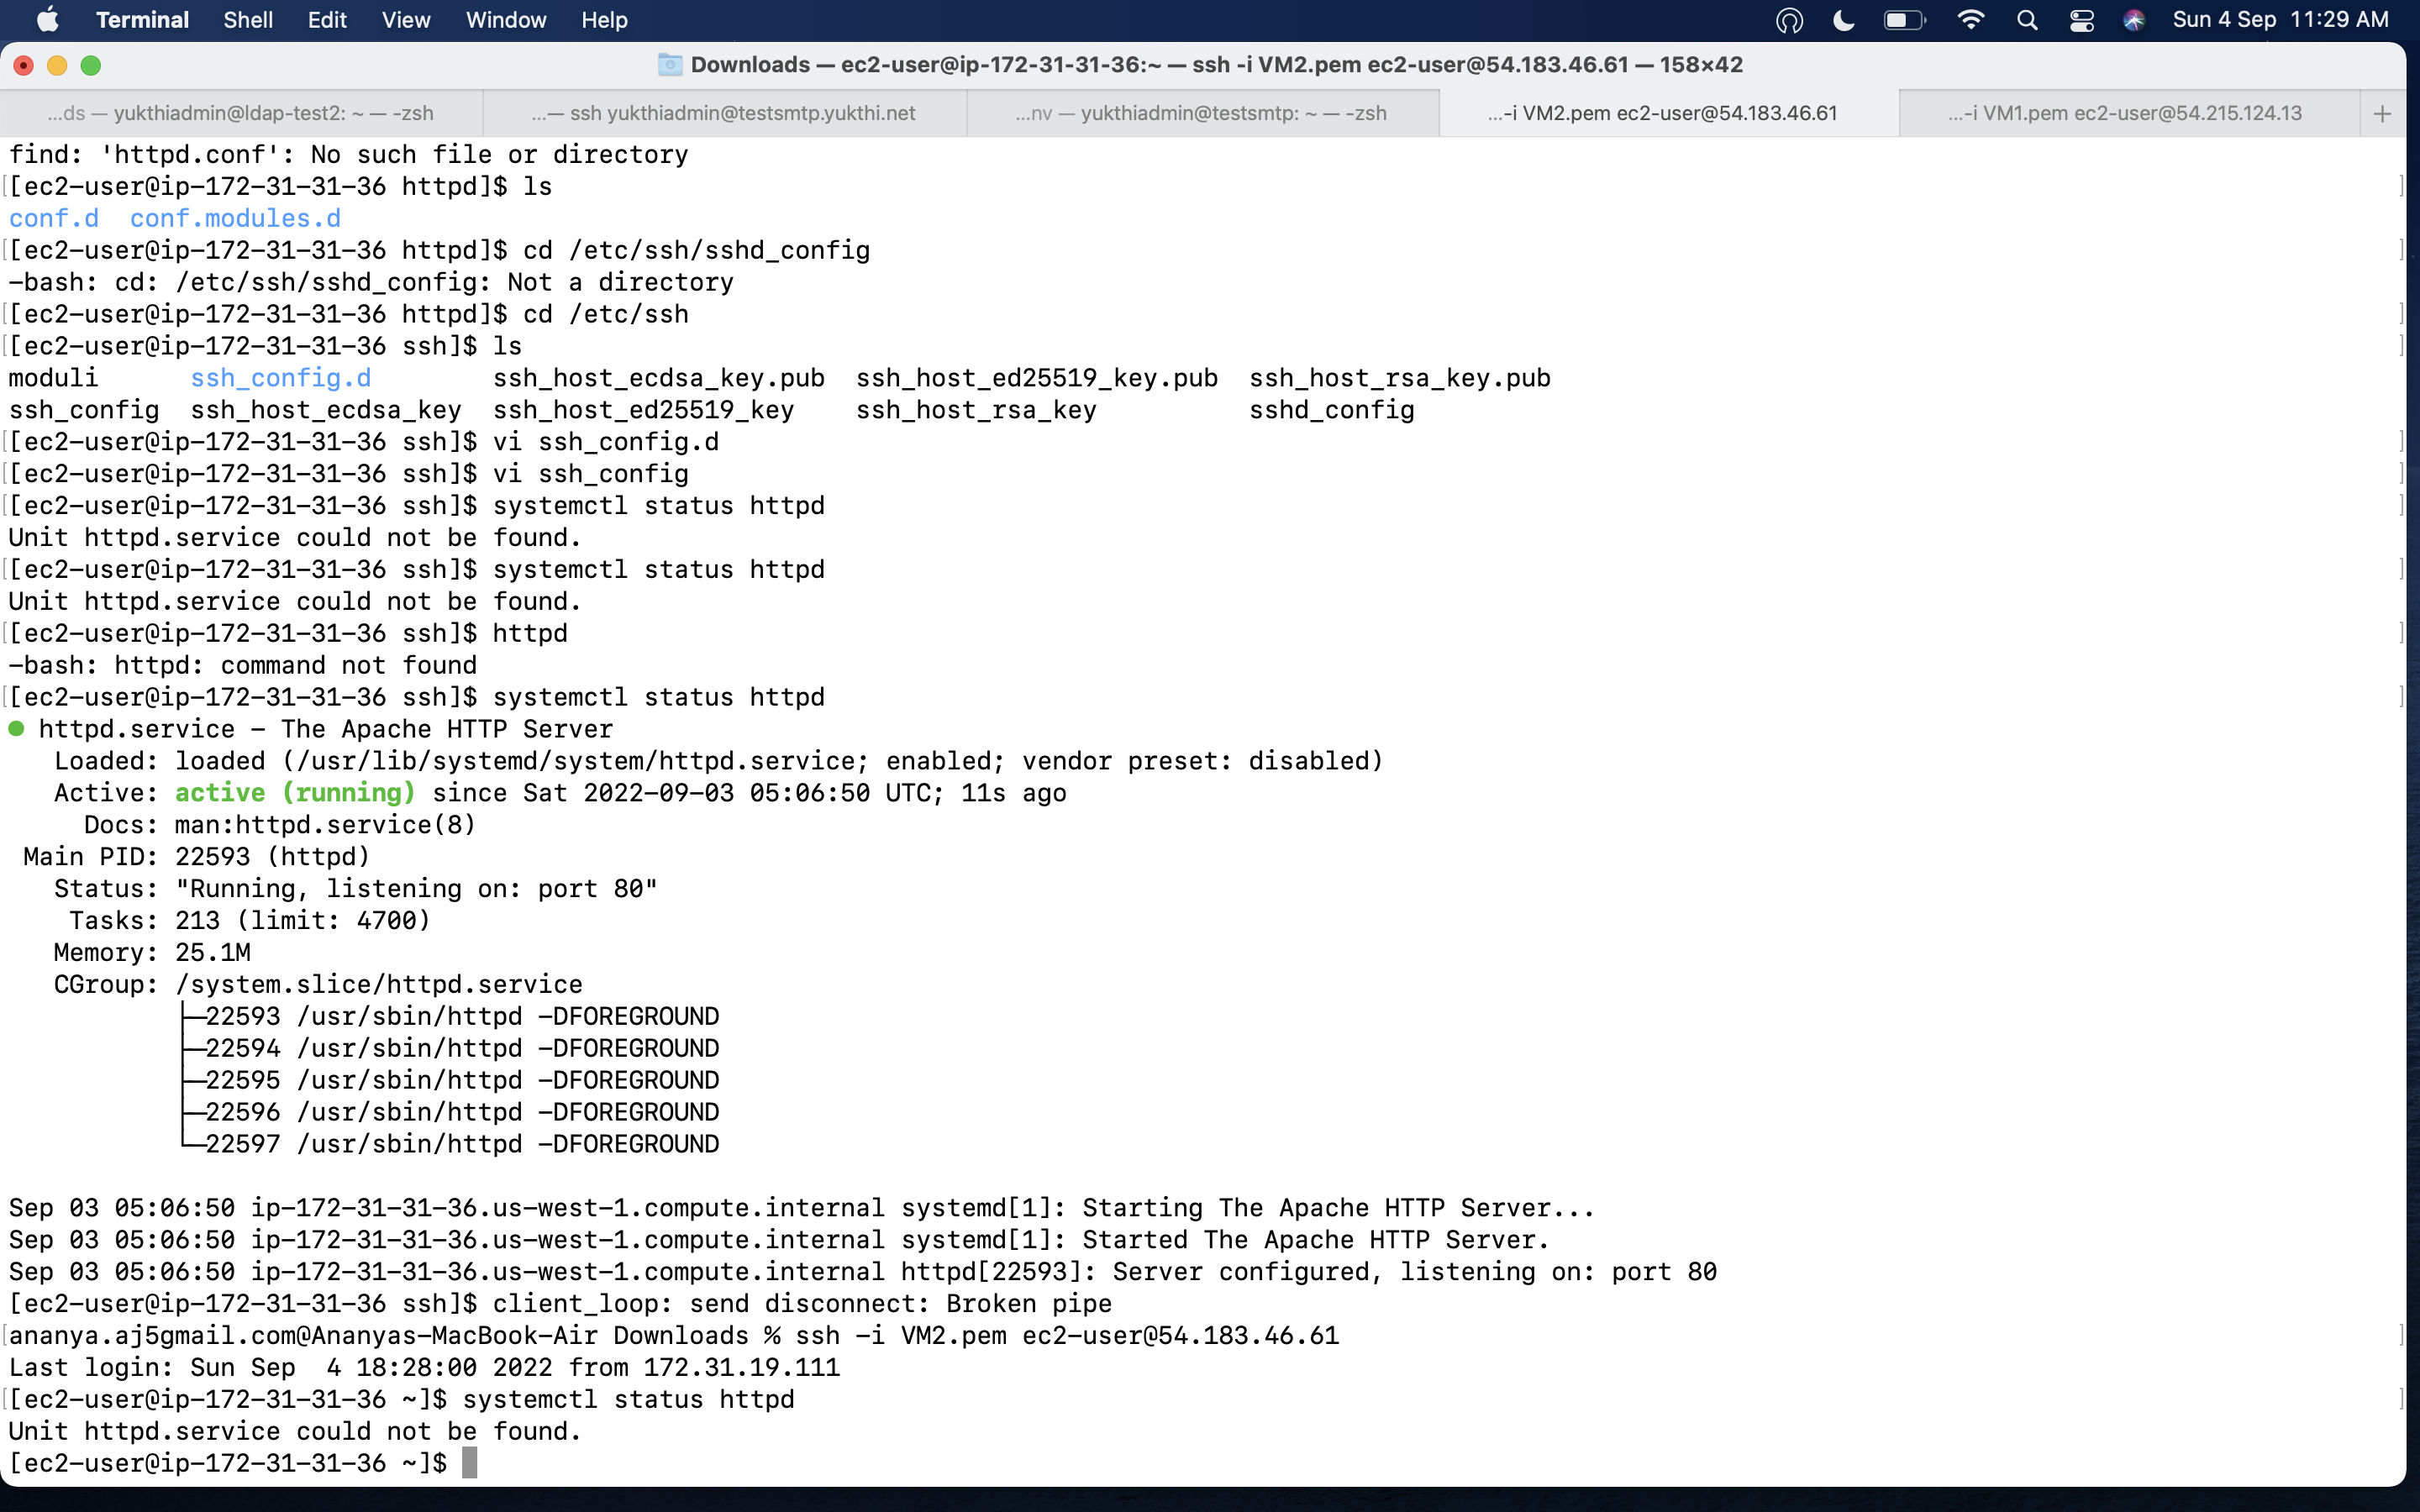 Terminal Shell Edit View Window Help Sun 4 Sep 11:29 AM
Downloads — ec2-user@ip-172-31-31-36:~ — ssh -i VM2.pem ec2-user@54.183.46.61 — 158×42
...ds — yukthiadmin@ldap-test2: ~ — -zsh ...— ssh yukthiadmin@testsmtp.yukthi.net ...nv — yukthiadmin@testsmtp: ~ — -zsh ...-i VM2.pem ec2-user@54.183.46.61 ...-i VM1.pem ec2-user@54.215.124.13 +
find: 'httpd.conf': No such file or directory
[[ec2-user@ip-172-31-31-36 httpd]$ ls ]
conf.d conf.modules.d
[[ec2-user@ip-172-31-31-36 httpd]$ cd /etc/ssh/sshd_config ]
-bash: cd: /etc/ssh/sshd_config: Not a directory
[[ec2-user@ip-172-31-31-36 httpd]$ cd /etc/ssh ]
[[ec2-user@ip-172-31-31-36 ssh]$ ls ]
moduli ssh_config.d ssh_host_ecdsa_key.pub ssh_host_ed25519_key.pub ssh_host_rsa_key.pub
ssh_config ssh_host_ecdsa_key ssh_host_ed25519_key ssh_host_rsa_key sshd_config
[[ec2-user@ip-172-31-31-36 ssh]$ vi ssh_config.d ]
[[ec2-user@ip-172-31-31-36 ssh]$ vi ssh_config ]
[[ec2-user@ip-172-31-31-36 ssh]$ systemctl status httpd ]
Unit httpd.service could not be found.
[[ec2-user@ip-172-31-31-36 ssh]$ systemctl status httpd ]
Unit httpd.service could not be found.
[[ec2-user@ip-172-31-31-36 ssh]$ httpd ]
-bash: httpd: command not found
[[ec2-user@ip-172-31-31-36 ssh]$ systemctl status httpd ]
● httpd.service - The Apache HTTP Server
Loaded: loaded (/usr/lib/systemd/system/httpd.service; enabled; vendor preset: disabled)
Active: active (running) since Sat 2022-09-03 05:06:50 UTC; 11s ago
Docs: man:httpd.service(8)
Main PID: 22593 (httpd)
Status: "Running, listening on: port 80"
Tasks: 213 (limit: 4700)
Memory: 25.1M
CGroup: /system.slice/httpd.service
├─22593 /usr/sbin/httpd -DFOREGROUND
├─22594 /usr/sbin/httpd -DFOREGROUND
├─22595 /usr/sbin/httpd -DFOREGROUND
├─22596 /usr/sbin/httpd -DFOREGROUND
└─22597 /usr/sbin/httpd -DFOREGROUND
Sep 03 05:06:50 ip-172-31-31-36.us-west-1.compute.internal systemd[1]: Starting The Apache HTTP Server...
Sep 03 05:06:50 ip-172-31-31-36.us-west-1.compute.internal systemd[1]: Started The Apache HTTP Server.
Sep 03 05:06:50 ip-172-31-31-36.us-west-1.compute.internal httpd[22593]: Server configured, listening on: port 80
[ec2-user@ip-172-31-31-36 ssh]$ client_loop: send disconnect: Broken pipe
[ananya.aj5gmail.com@Ananyas-MacBook-Air Downloads % ssh -i VM2.pem ec2-user@54.183.46.61 ]
Last login: Sun Sep  4 18:28:00 2022 from 172.31.19.111
[[ec2-user@ip-172-31-31-36 ~]$ systemctl status httpd ]
Unit httpd.service could not be found.
[ec2-user@ip-172-31-31-36 ~]$